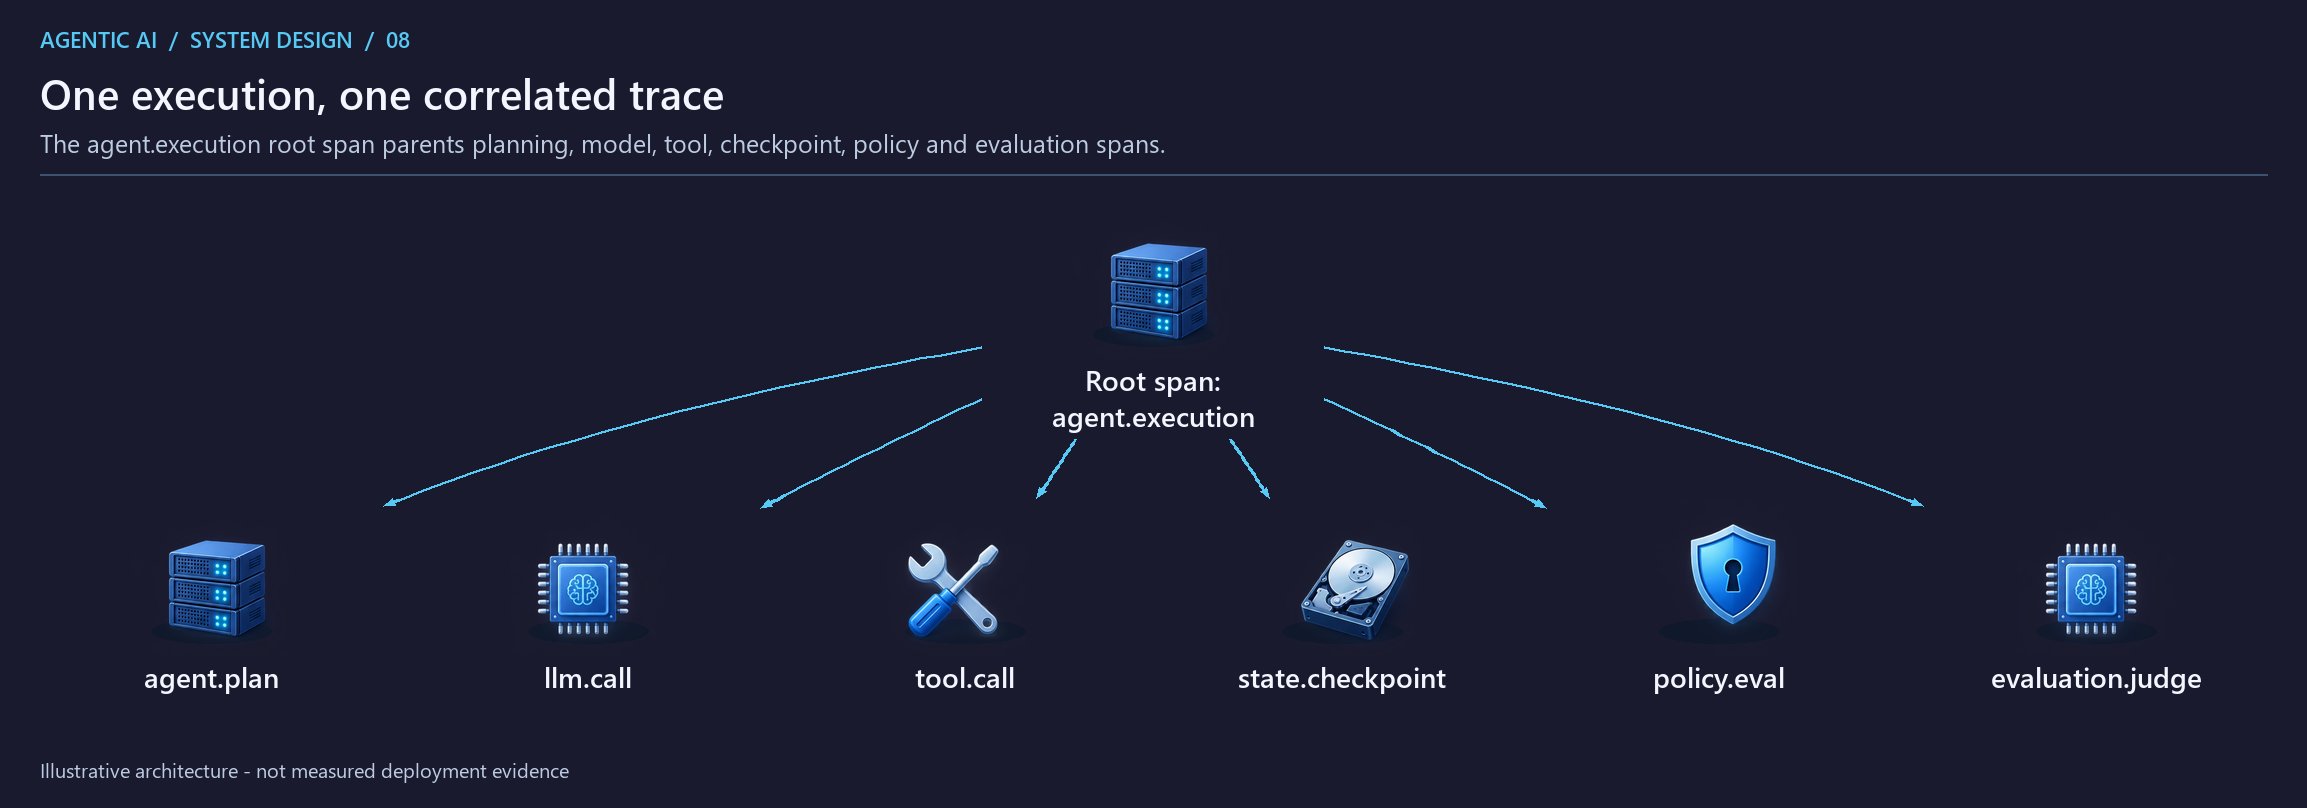 AGENTIC AI / SYSTEM DESIGN / 08
One execution, one correlated trace
The agent.execution root span parents planning, model, tool, checkpoint, policy and evaluation spans.
Root span:
agent.execution
agent.plan
llm.call
tool.call
state.checkpoint
policy.eval
evaluation.judge
Illustrative architecture - not measured deployment evidence